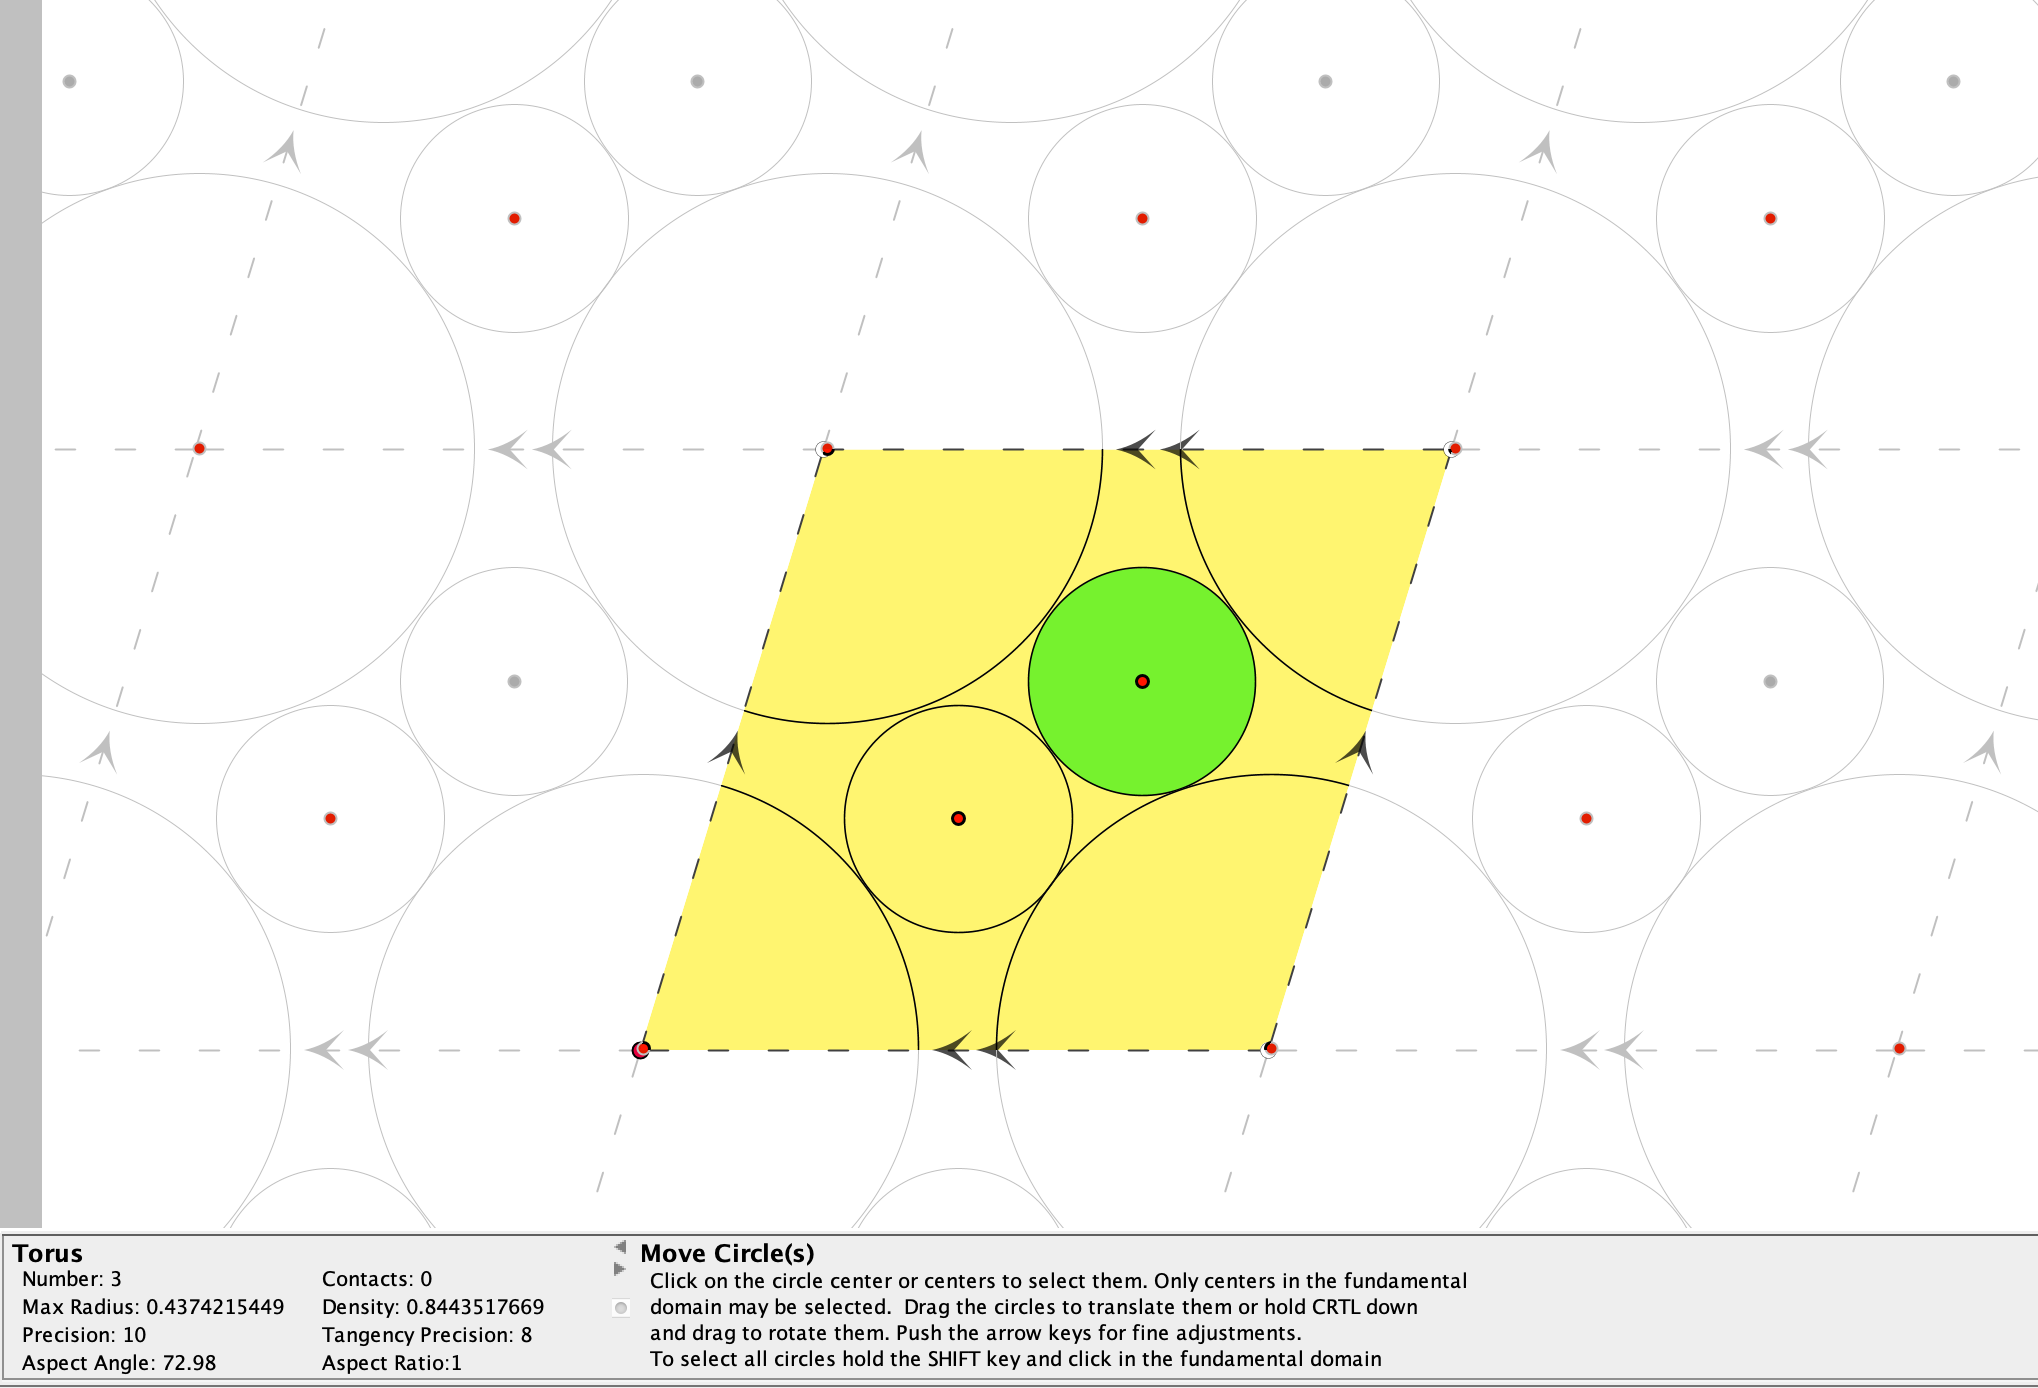 Torus
Number: 3
Contacts: 0
Max Radius: 0.4374215449
Density: 0.8443517669
Precision: 10
Tangency Precision: 8
Aspect Angle: 72.98
Aspect Ratio:1
Move Circle(s)
Click on the circle center or centers to select them. Only centers in the fundamental
domain may be selected.  Drag the circles to translate them or hold CRTL down
and drag to rotate them. Push the arrow keys for fine adjustments.
To select all circles hold the SHIFT key and click in the fundamental domain